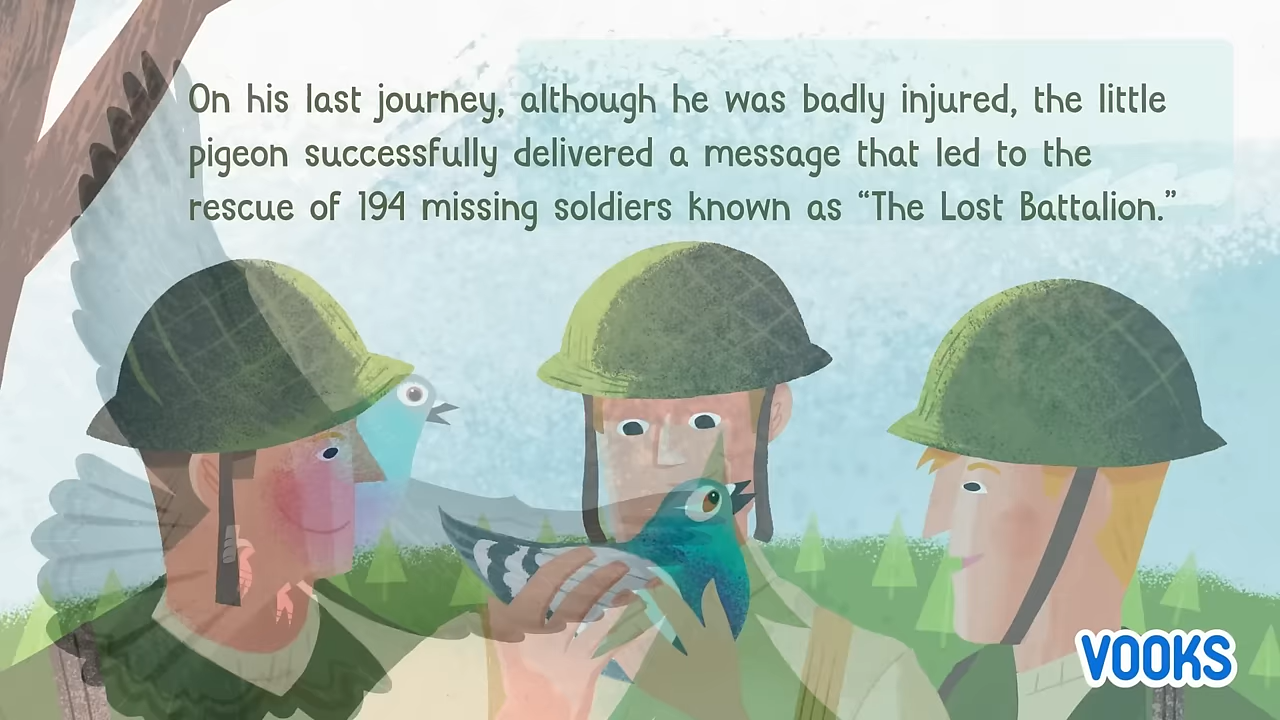 On his last journey, although he was badly injured, the little
pigeon successfully delivered a message that led to the
rescue of 194 missing soldiers known as “The Lost Battalion.”
VOOKS